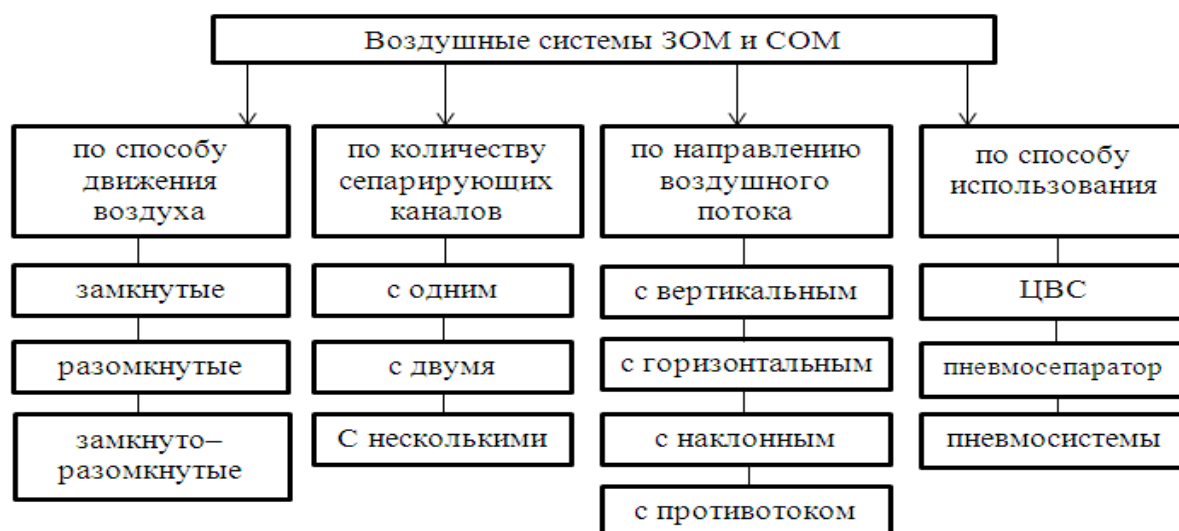 Воздушные системы ЗОМ и СОМ
по способу
движения
воздуха
замкнутые
разомкнутые
замкнуто–
разомкнутые
по количеству
сепарирующих
каналов
с одним
с двумя
С несколькими
по направлению
воздушного
потока
с вертикальным
с горизонтальным
с наклонным
с противотоком
по способу
использования
ЦВС
пневмосепаратор
пневмосистемы